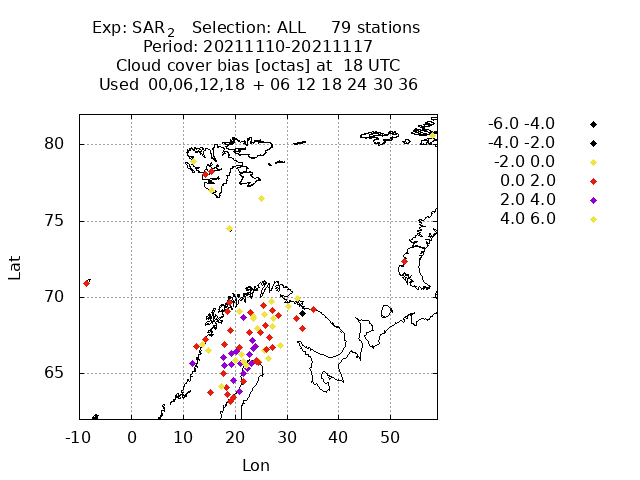 Exp: SAR2 Selection: ALL 79 stations
Period: 20211110-20211117
Cloud cover bias [octas] at 18 UTC
Used 00,06,12,18 + 06 12 18 24 30 36
-6.0 -4.0
-4.0 -2.0
-2.0 0.0
0.0 2.0
2.0 4.0
4.0 6.0
80
75
70
65
Lat
-10 0 10 20 30 40 50
Lon